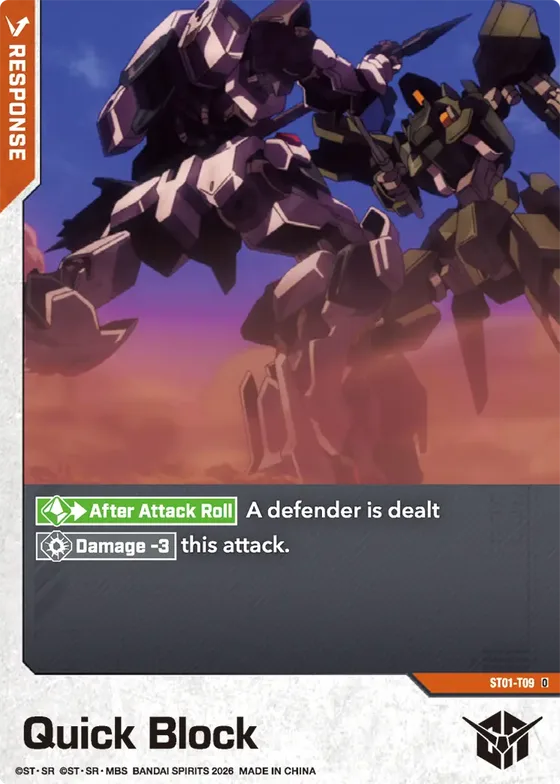 RESPONSE
After Attack Roll A defender is dealt
Damage -3 this attack.
ST01-T09 0
Quick Block
©ST・SR ©ST・SR・MBS BANDAI SPIRITS 2026 MADE IN CHINA